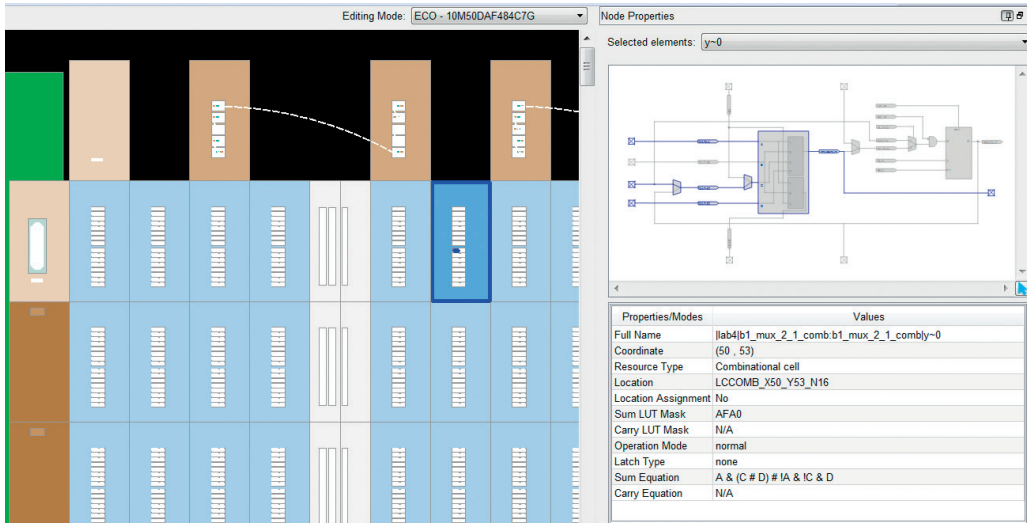 Editing Mode: ECO - 10M50DAF484C7G
Node Properties
Selected elements: y~0
Properties/Modes Values
Full Name |lab4|b1_mux_2_1_comb:b1_mux_2_1_comb|y~0
Coordinate (50 , 53)
Resource Type Combinational cell
Location LCCOMB_X50_Y53_N16
Location Assignment No
Sum LUT Mask AFA0
Carry LUT Mask N/A
Operation Mode normal
Latch Type none
Sum Equation A & (C # D) # !A & !C & D
Carry Equation N/A